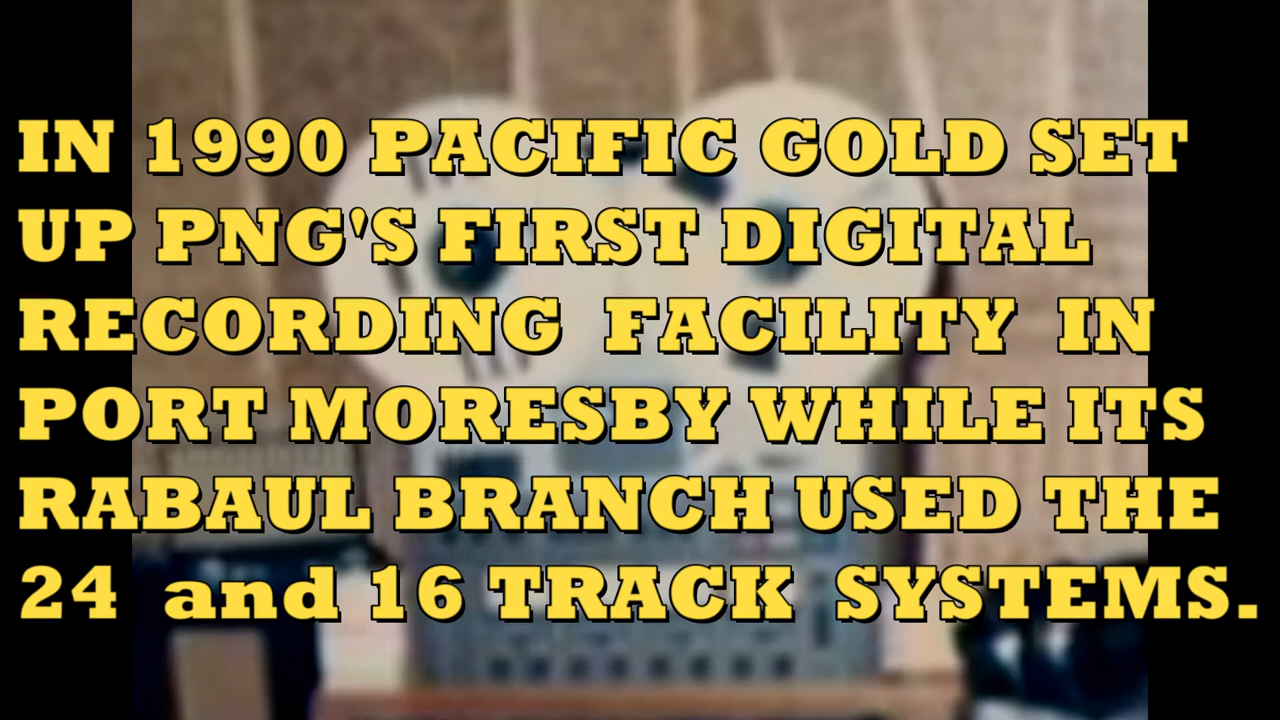 IN 1990 PACIFIC GOLD SET
UP PNG'S FIRST DIGITAL
RECORDING FACILITY IN
PORT MORESBY WHILE ITS
RABAUL BRANCH USED THE
24 and 16 TRACK SYSTEMS.